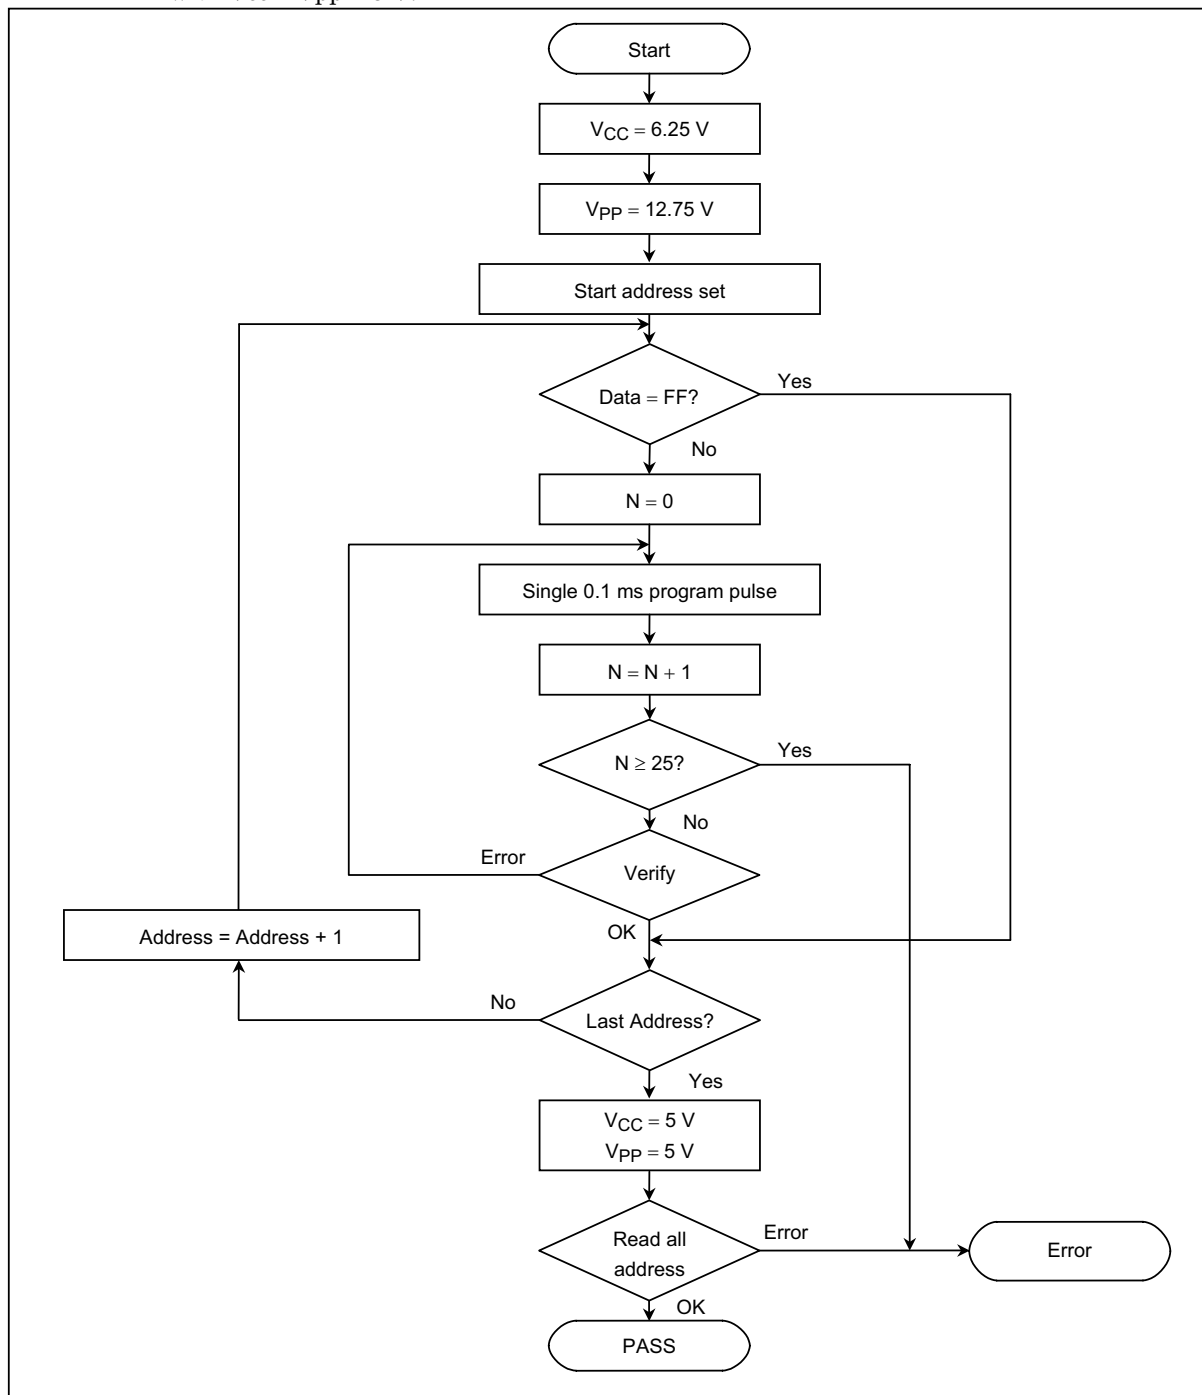 Start
VCC = 6.25 V
VPP = 12.75 V
Start address set
Data = FF?
Yes
No
N = 0
Single 0.1 ms program pulse
N = N + 1
N ≥ 25?
Yes
No
Error
Verify
OK
Address = Address + 1
No
Last Address?
Yes
VCC = 5 V
VPP = 5 V
Read all
address
Error
Error
OK
PASS